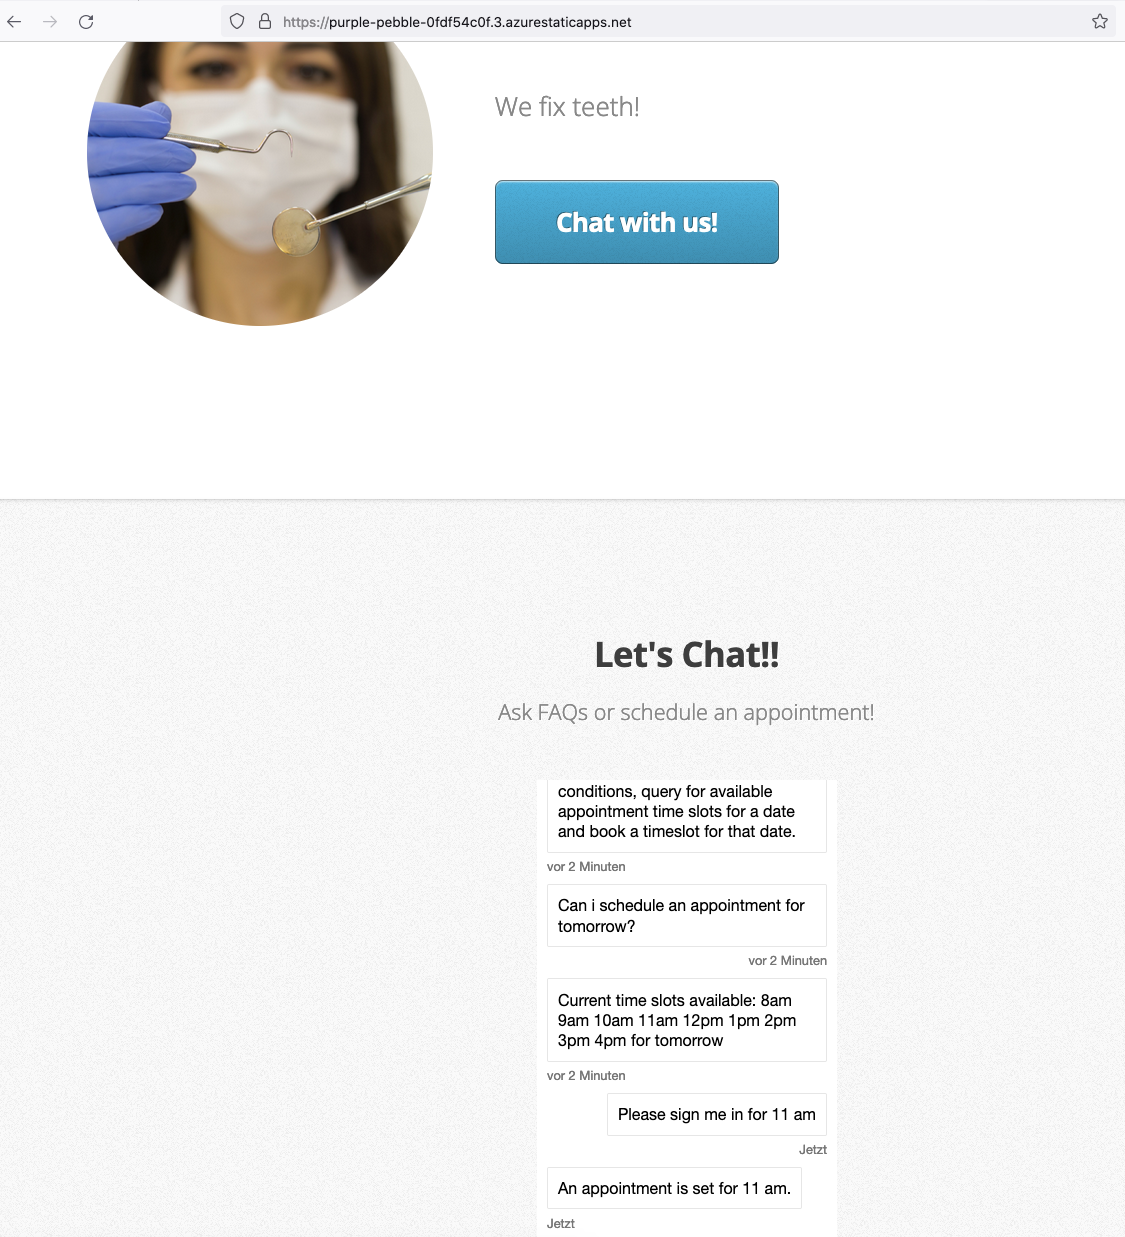 https://purple-pebble-0fdf54c0f.3.azurestaticapps.net
We fix teeth!
Chat with us!
Let's Chat!!
Ask FAQs or schedule an appointment!
conditions, query for available
appointment time slots for a date
and book a timeslot for that date.
vor 2 Minuten
Can i schedule an appointment for
tomorrow?
vor 2 Minuten
Current time slots available: 8am
9am 10am 11am 12pm 1pm 2pm
3pm 4pm for tomorrow
vor 2 Minuten
Please sign me in for 11 am
Jetzt
An appointment is set for 11 am.
Jetzt